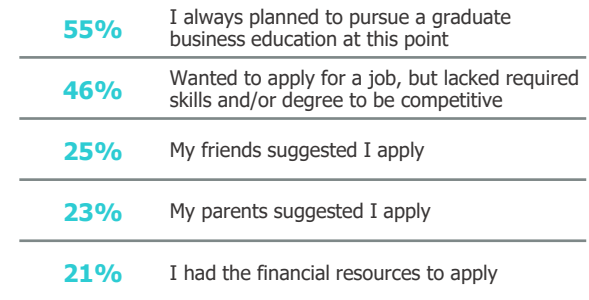 55% I always planned to pursue a graduate
business education at this point
46% Wanted to apply for a job, but lacked required
skills and/or degree to be competitive
25% My friends suggested I apply
23% My parents suggested I apply
21% I had the financial resources to apply